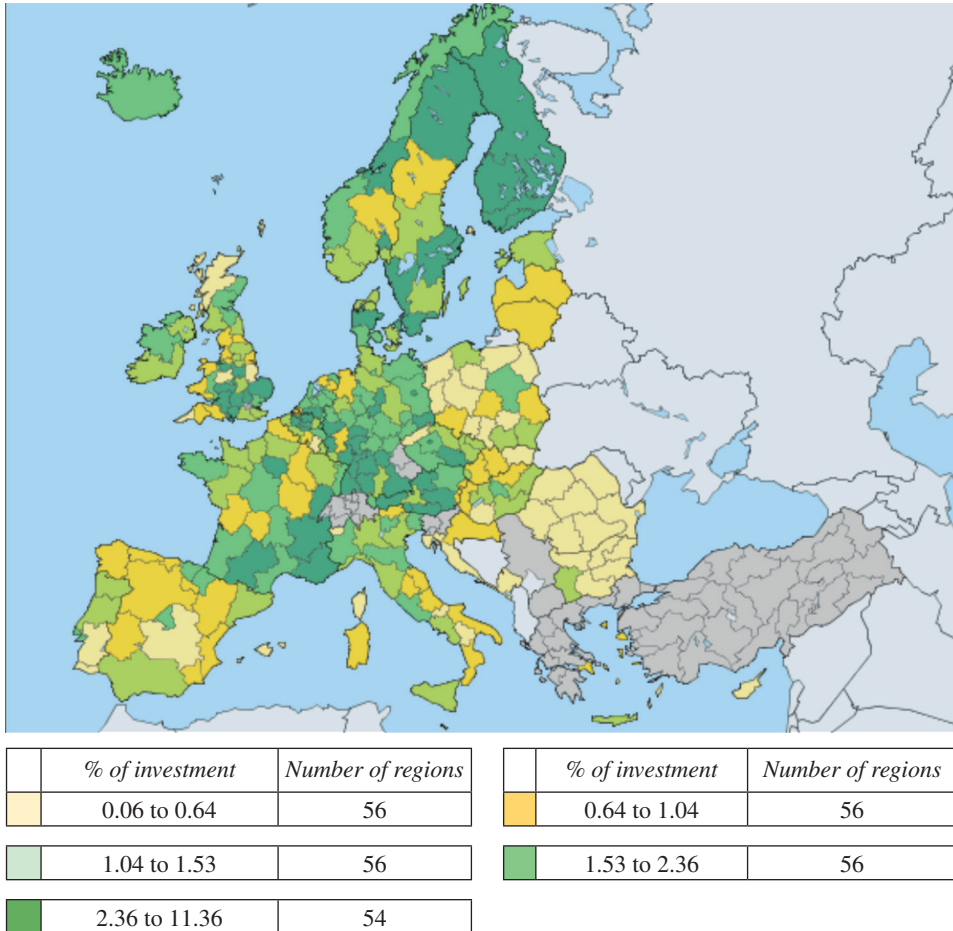 % of investment Number of regions % of investment Number of regions
0.06 to 0.64 56 0.64 to 1.04 56
1.04 to 1.53 56 1.53 to 2.36 56
2.36 to 11.36 54